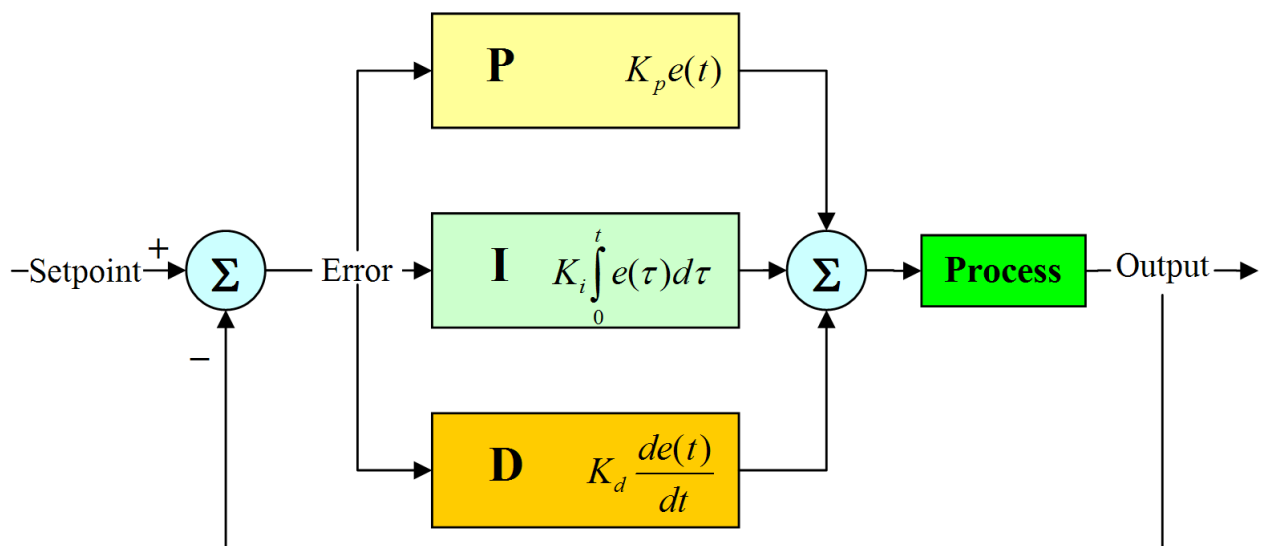 P K_p e(t)
–Setpoint + Σ Error
I K_i ∫_0^t e(τ)dτ
Σ Process Output
–
D K_d de(t)/dt